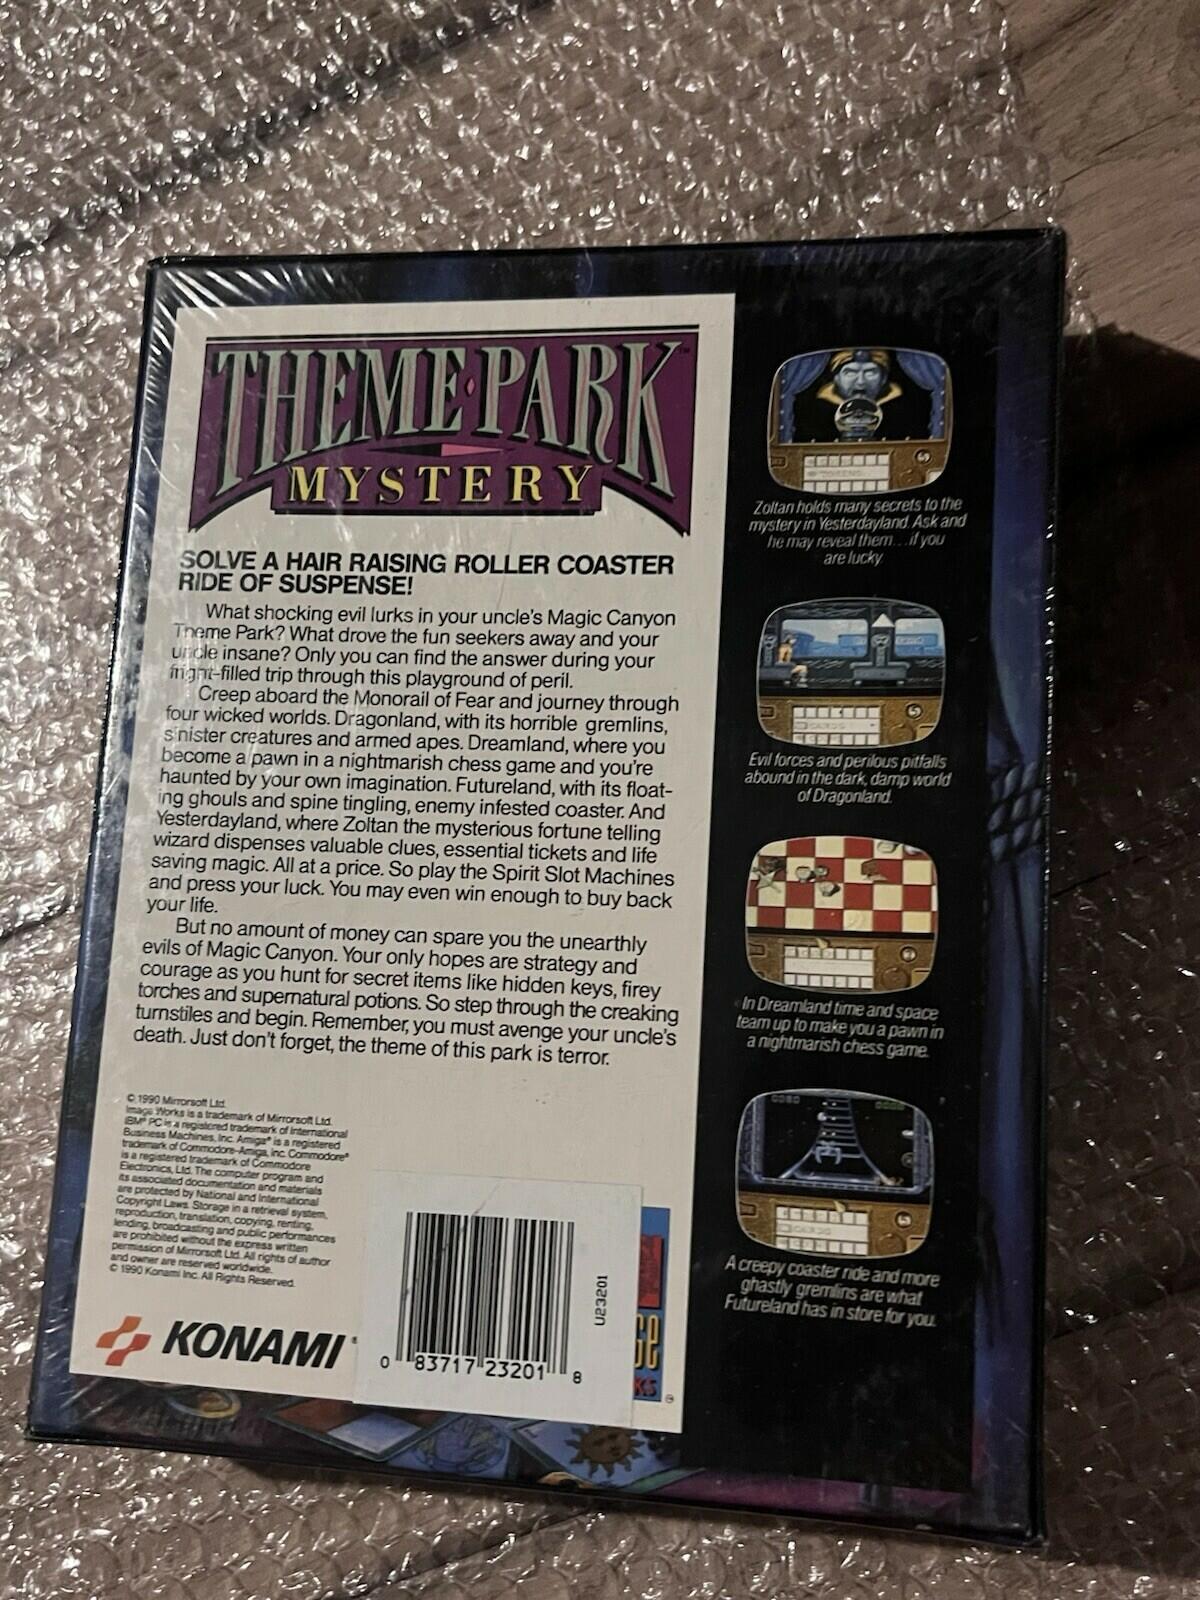 THEME·PARK™
MYSTERY
SOLVE A HAIR RAISING ROLLER COASTER
RIDE OF SUSPENSE!
What shocking evil lurks in your uncle's Magic Canyon
Theme Park? What drove the fun seekers away and your
uncle insane? Only you can find the answer during your
fright-filled trip through this playground of peril.
Creep aboard the Monorail of Fear and journey through
four wicked worlds. Dragonland, with its horrible gremlins,
sinister creatures and armed apes. Dreamland, where you
become a pawn in a nightmarish chess game and you're
haunted by your own imagination. Futureland, with its float-
ing ghouls and spine tingling, enemy infested coaster. And
Yesterdayland, where Zoltan the mysterious fortune telling
wizard dispenses valuable clues, essential tickets and life
saving magic. All at a price. So play the Spirit Slot Machines
and press your luck. You may even win enough to buy back
your life.
But no amount of money can spare you the unearthly
evils of Magic Canyon. Your only hopes are strategy and
courage as you hunt for secret items like hidden keys, firey
torches and supernatural potions. So step through the creaking
turnstiles and begin. Remember, you must avenge your uncle's
death. Just don't forget, the theme of this park is terror.
© 1990 Mirrorsoft Ltd.
Image Works is a trademark of Mirrorsoft Ltd.
IBM® PC is a registered trademark of International
Business Machines, Inc. Amiga® is a registered
trademark of Commodore-Amiga, Inc. Commodore®
is a registered trademark of Commodore
Electronics, Ltd. The computer program and
its associated documentation and materials
are protected by National and International
Copyright Laws. Storage in a retrieval system,
reproduction, translation, copying, renting,
lending, broadcasting and public performances
are prohibited without the express written
permission of Mirrorsoft Ltd. All rights of author
and owner are reserved worldwide.
© 1990 Konami Inc. All Rights Reserved.
KONAMI®
0 83717 23201 8
U23201
ge
KS
®
Zoltan holds many secrets to the
mystery in Yesterdayland. Ask and
he may reveal them...if you
are lucky.
Evil forces and perilous pitfalls
abound in the dark, damp world
of Dragonland.
In Dreamland time and space
team up to make you a pawn in
a nightmarish chess game.
A creepy coaster ride and more
ghastly gremlins are what
Futureland has in store for you.